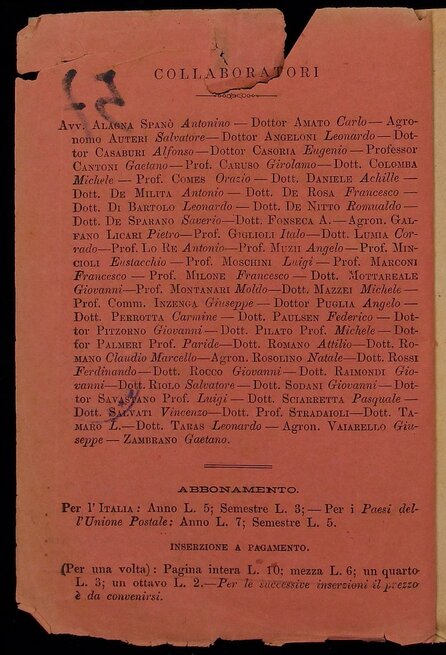 COLLABORATORI
Avv. ALAGNA SPANÒ Antonino — Dottor AMATO Carlo — Agro-
nomo AUTERI Salvatore — Dottor ANGELONI Leonardo — Dot-
tor CASABURI Alfonso — Dottor CASORIA Eugenio — Professor
CANTONI Gaetano — Prof. CARUSO Girolamo — Dott. COLOMBA
Michele — Prof. COMES Orazio — Dott. DANIELE Achille —
Dott. DE MILITA Antonio — Dott. DE ROSA Francesco —
Dott. DI BARTOLO Leonardo — Dott. DE NITTO Romualdo —
Dott. DE SPARANO Saverio — Dott. FONSECA A. — Agron. GAL-
FANO LICARI Pietro — Prof. GIGLIOLI Italo — Dott. LUMIA Cor-
rado — Prof. LO RE Antonio — Prof. MUZII Angelo — Prof. MIN-
CIOLI Eustacchio — Prof. MOSCHINI Luigi — Prof. MARCONI
Francesco — Prof. MILONE Francesco — Dott. MOTTAREALE
Giovanni — Prof. MONTANARI Moldo — Dott. MAZZEI Michele —
Prof. Comm. INZENGA Giuseppe — Dottor PUGLIA Angelo —
Dott. PERROTTA Carmine — Dott. PAULSEN Federico — Dot-
tor PITZORNO Giovanni — Dott. PILATO Prof. Michele — Dot-
for PALMERI Prof. Paride — Dott. ROMANO Attilio — Dott. RO-
MANO Claudio Marcello — Agron. ROSOLINO Natale — Dott. ROSSI
Ferdinando — Dott. ROCCO Giovanni — Dott. RAIMONDI Gio-
vanni — Dott. RIOLO Salvatore — Dott. SODANI Giovanni — Dot-
tor SAVASTANO Prof. Luigi — Dott. SCIARRETTA Pasquale —
Dott. SALVATI Vincenzo — Dott. Prof. STRADAIOLI — Dott. TA-
MARO L. — Dott. TARAS Leonardo — Agron. VAIARELLO Giu-
seppe — ZAMBRANO Gaetano.
ABBONAMENTO.
Per l'ITALIA: Anno L. 5; Semestre L. 3; — Per i Paesi del-
l'Unione Postale: Anno L. 7; Semestre L. 5.
INSERZIONE A PAGAMENTO.
(Per una volta): Pagina intera L. 10; mezza L. 6; un quarto
L. 3; un ottavo L. 2. — Per le successive inserzioni il prezzo
è da convenirsi.